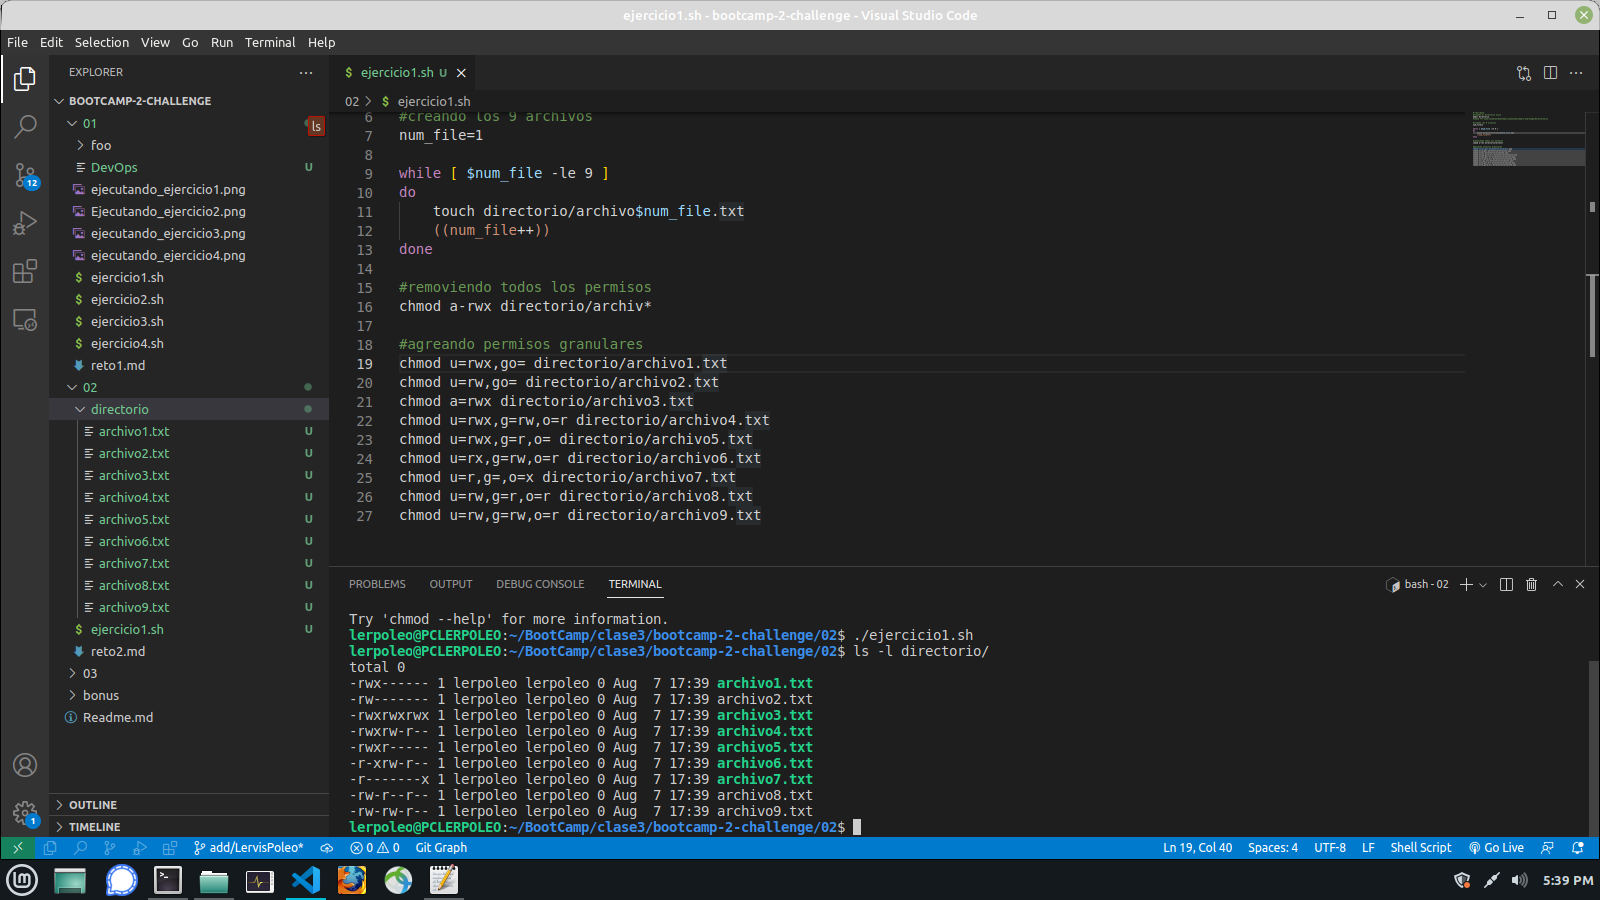 ejercicio1.sh - bootcamp-2-challenge - Visual Studio Code
File Edit Selection View Go Run Terminal Help
EXPLORER
BOOTCAMP-2-CHALLENGE
01
ls
foo
DevOps U
ejecutando_ejercicio1.png
Ejecutando_ejercicio2.png
ejecutando_ejercicio3.png
ejecutando_ejercicio4.png
ejercicio1.sh
ejercicio2.sh
ejercicio3.sh
ejercicio4.sh
reto1.md
02
directorio
archivo1.txt U
archivo2.txt U
archivo3.txt U
archivo4.txt U
archivo5.txt U
archivo6.txt U
archivo7.txt U
archivo8.txt U
archivo9.txt U
ejercicio1.sh U
reto2.md
03
bonus
Readme.md
OUTLINE
TIMELINE
12
1
$ ejercicio1.sh U
02 > $ ejercicio1.sh
6 #creando los 9 archivos
7 num_file=1
8
9 while [ $num_file -le 9 ]
10 do
11 touch directorio/archivo$num_file.txt
12 ((num_file++))
13 done
14
15 #removiendo todos los permisos
16 chmod a-rwx directorio/archiv*
17
18 #agreando permisos granulares
19 chmod u=rwx,go= directorio/archivo1.txt
20 chmod u=rw,go= directorio/archivo2.txt
21 chmod a=rwx directorio/archivo3.txt
22 chmod u=rwx,g=rw,o=r directorio/archivo4.txt
23 chmod u=rwx,g=r,o= directorio/archivo5.txt
24 chmod u=rx,g=rw,o=r directorio/archivo6.txt
25 chmod u=r,g=,o=x directorio/archivo7.txt
26 chmod u=rw,g=r,o=r directorio/archivo8.txt
27 chmod u=rw,g=rw,o=r directorio/archivo9.txt
PROBLEMS OUTPUT DEBUG CONSOLE TERMINAL
bash - 02
Try 'chmod --help' for more information.
lerpoleo@PCLERPOLEO:~/BootCamp/clase3/bootcamp-2-challenge/02$ ./ejercicio1.sh
lerpoleo@PCLERPOLEO:~/BootCamp/clase3/bootcamp-2-challenge/02$ ls -l directorio/
total 0
-rwx------ 1 lerpoleo lerpoleo 0 Aug  7 17:39 archivo1.txt
-rw------- 1 lerpoleo lerpoleo 0 Aug  7 17:39 archivo2.txt
-rwxrwxrwx 1 lerpoleo lerpoleo 0 Aug  7 17:39 archivo3.txt
-rwxrw-r-- 1 lerpoleo lerpoleo 0 Aug  7 17:39 archivo4.txt
-rwxr----- 1 lerpoleo lerpoleo 0 Aug  7 17:39 archivo5.txt
-r-xrw-r-- 1 lerpoleo lerpoleo 0 Aug  7 17:39 archivo6.txt
-r-------x 1 lerpoleo lerpoleo 0 Aug  7 17:39 archivo7.txt
-rw-r--r-- 1 lerpoleo lerpoleo 0 Aug  7 17:39 archivo8.txt
-rw-rw-r-- 1 lerpoleo lerpoleo 0 Aug  7 17:39 archivo9.txt
lerpoleo@PCLERPOLEO:~/BootCamp/clase3/bootcamp-2-challenge/02$
add/LervisPoleo* 0 0 Git Graph Ln 19, Col 40 Spaces: 4 UTF-8 LF Shell Script Go Live
5:39 PM